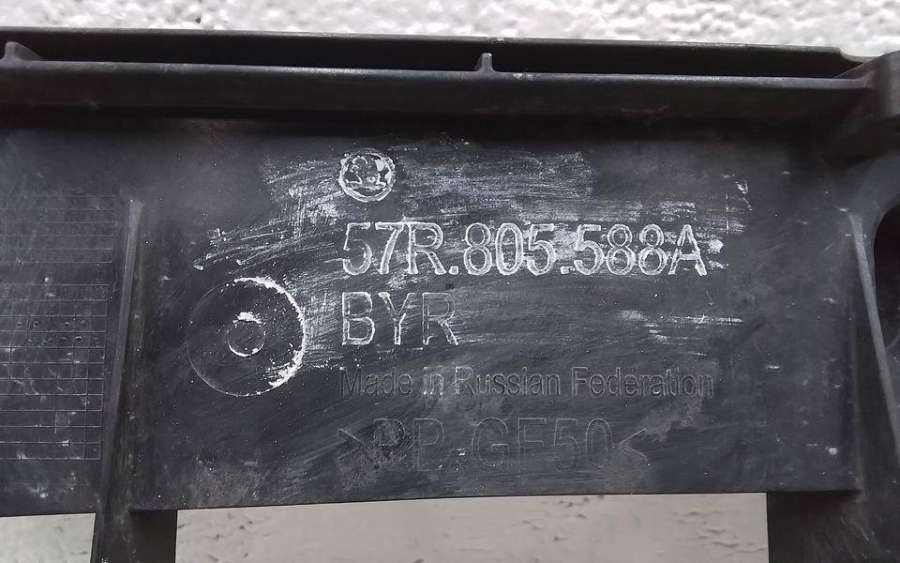 57R.805.588A
BYR
Made in Russian Federation
>PP-GF50<